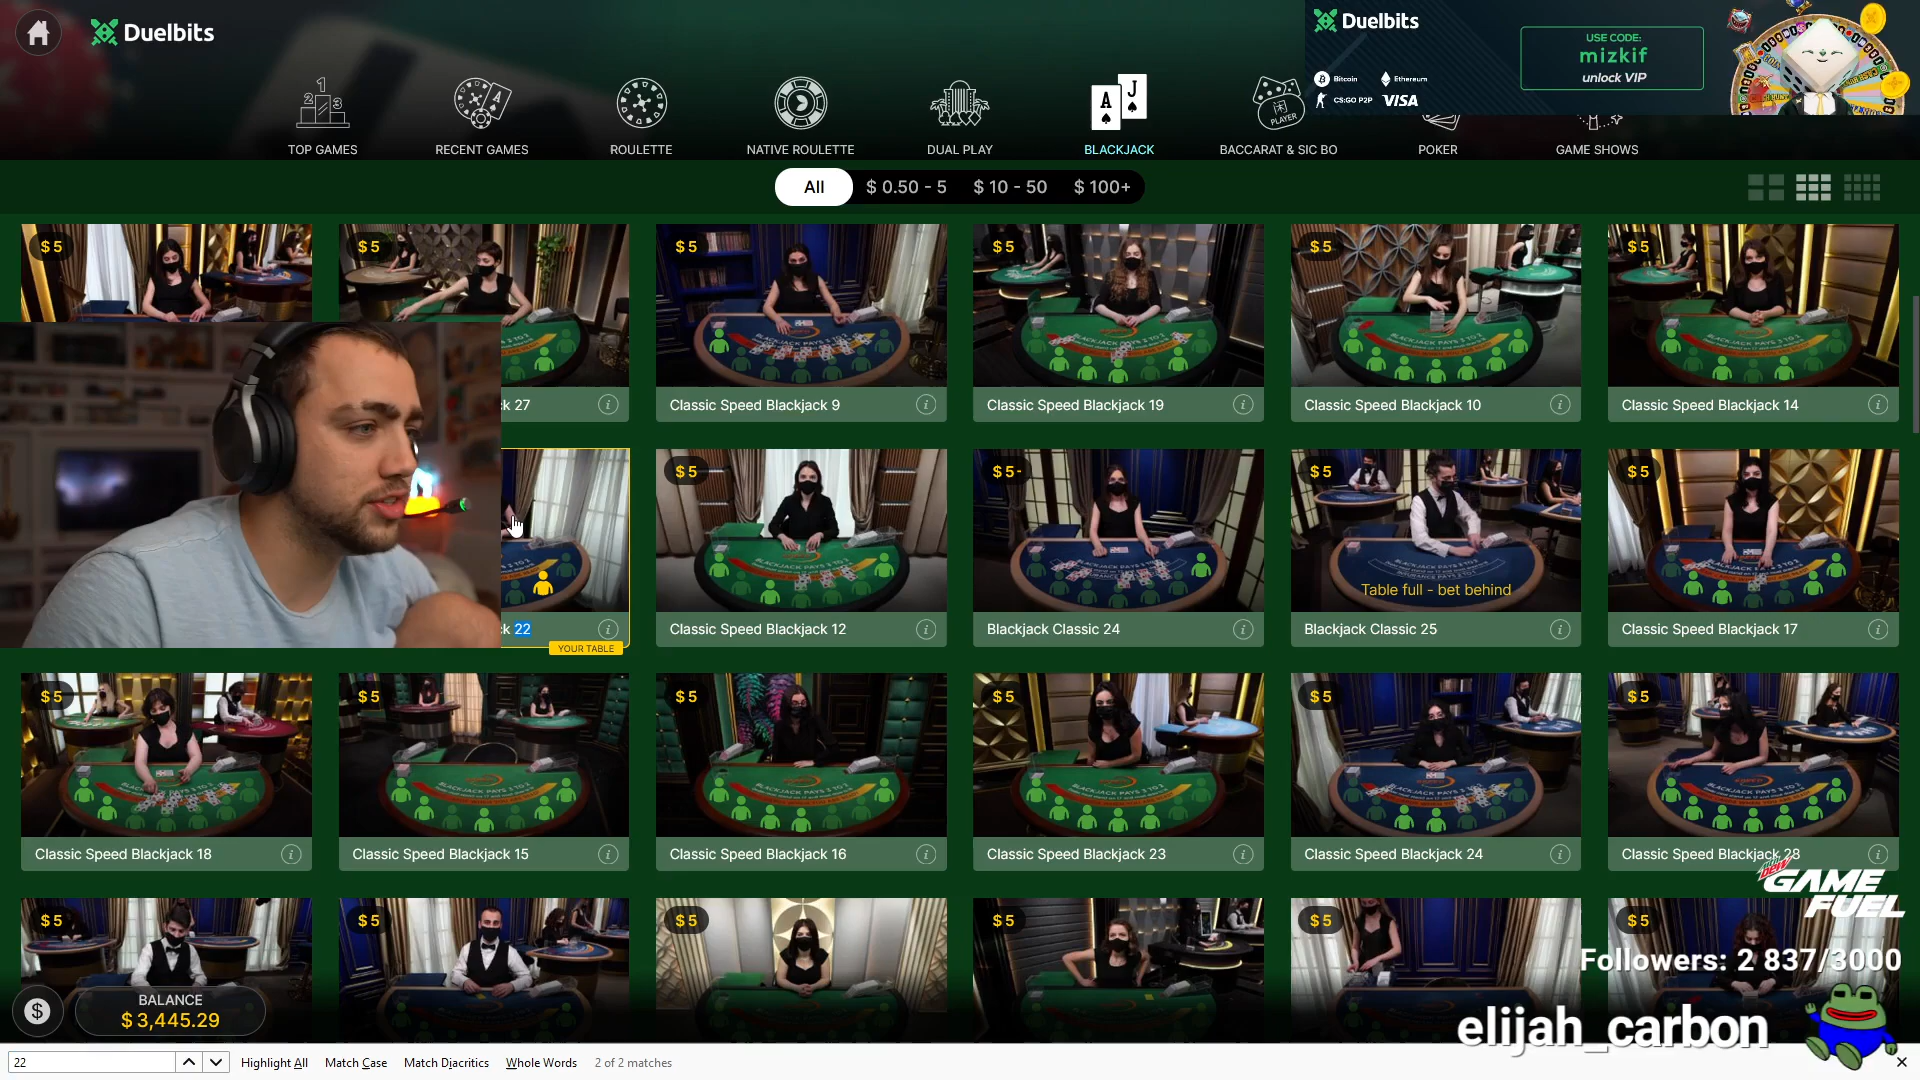 Duelbits
Duelbits
USE CODE:
mizkif
unlock VIP
Bitcoin
Ethereum
CS:GO P2P
VISA
TOP GAMES
RECENT GAMES
ROULETTE
NATIVE ROULETTE
DUAL PLAY
BLACKJACK
BACCARAT & SIC BO
POKER
GAME SHOWS
All
$ 0.50 - 5
$ 10 - 50
$ 100+
$ 5
$ 5
$ 5
$ 5
$ 5
$ 5
k 27
Classic Speed Blackjack 9
Classic Speed Blackjack 19
Classic Speed Blackjack 10
Classic Speed Blackjack 14
$ 5
$ 5
$ 5
$ 5
Table full - bet behind
k 22
YOUR TABLE
Classic Speed Blackjack 12
Blackjack Classic 24
Blackjack Classic 25
Classic Speed Blackjack 17
$ 5
$ 5
$ 5
$ 5
$ 5
$ 5
Classic Speed Blackjack 18
Classic Speed Blackjack 15
Classic Speed Blackjack 16
Classic Speed Blackjack 23
Classic Speed Blackjack 24
Classic Speed Blackjack 28
$ 5
$ 5
$ 5
$ 5
$ 5
$ 5
GAME
FUEL
Followers: 2 837/3000
elijah_carbon
BALANCE
$ 3,445.29
22
Highlight All
Match Case
Match Diacritics
Whole Words
2 of 2 matches